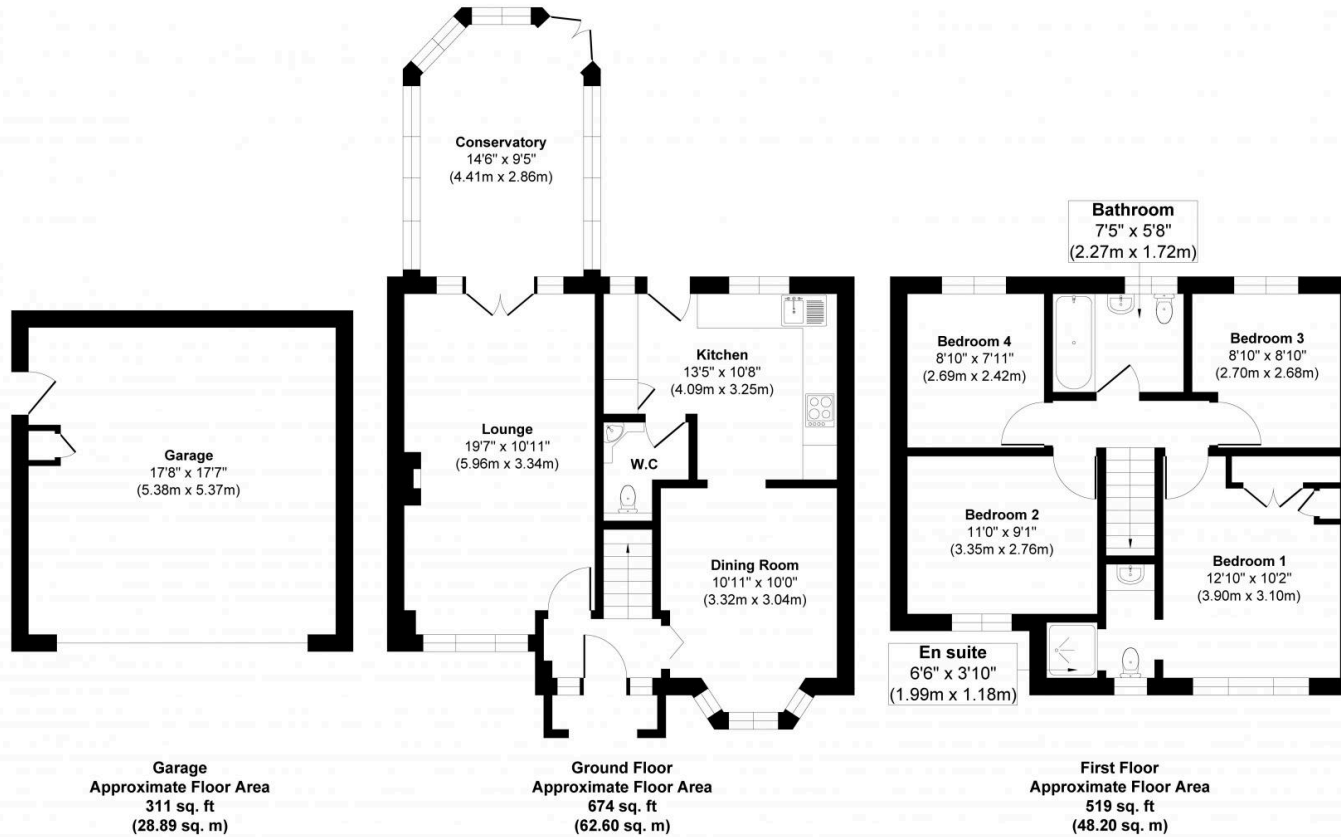 Conservatory
14'6" x 9'5"
(4.41m x 2.86m)
Bathroom
7'5" x 5'8"
(2.27m x 1.72m)
Garage
17'8" x 17'7"
(5.38m x 5.37m)
Lounge
19'7" x 10'11"
(5.96m x 3.34m)
Kitchen
13'5" x 10'8"
(4.09m x 3.25m)
W.C
Dining Room
10'11" x 10'0"
(3.32m x 3.04m)
Bedroom 4
8'10" x 7'11"
(2.69m x 2.42m)
Bedroom 3
8'10" x 8'10"
(2.70m x 2.68m)
Bedroom 2
11'0" x 9'1"
(3.35m x 2.76m)
Bedroom 1
12'10" x 10'2"
(3.90m x 3.10m)
En suite
6'6" x 3'10"
(1.99m x 1.18m)
Garage
Approximate Floor Area
311 sq. ft
(28.89 sq. m)
Ground Floor
Approximate Floor Area
674 sq. ft
(62.60 sq. m)
First Floor
Approximate Floor Area
519 sq. ft
(48.20 sq. m)